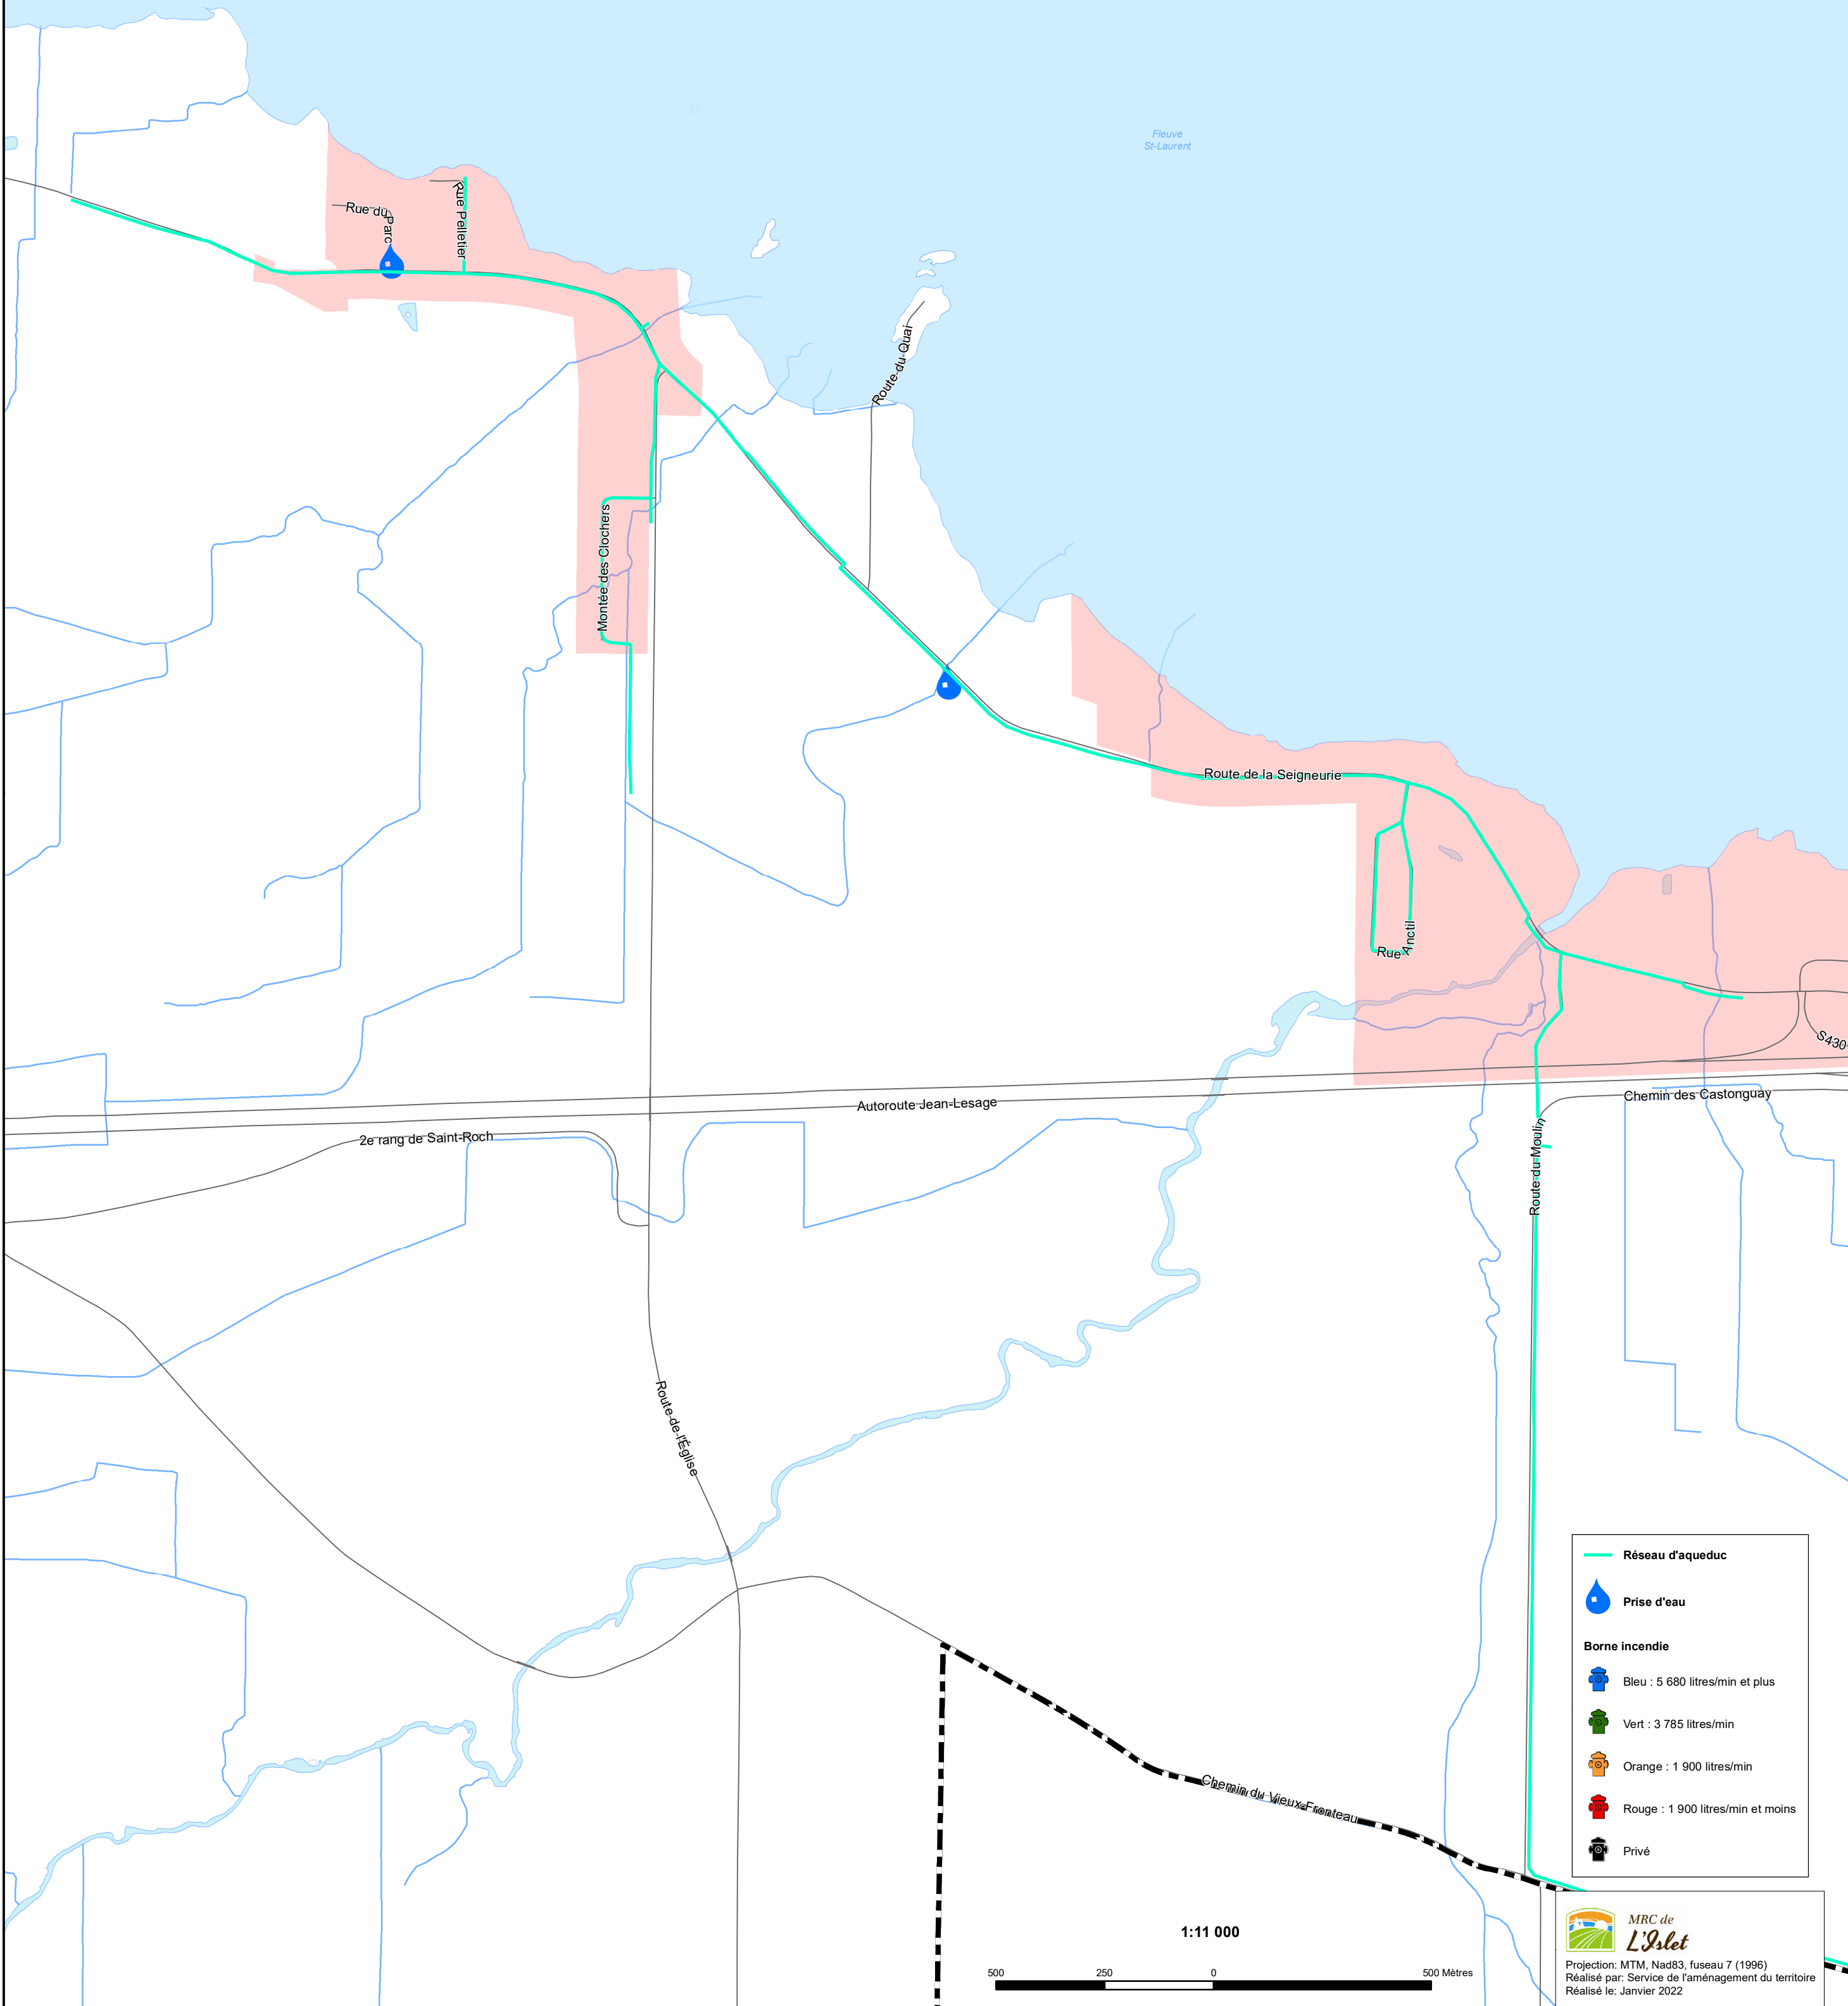 Fleuve
St-Laurent
Rue du Parc
Rue Pelletier
Route du Quai
Montée des Clochers
Route de la Seigneurie
Rue Anctil
S430
Autoroute Jean-Lesage
Chemin des Castonguay
2e rang de Saint-Roch
Route du Moulin
Route de l'Église
Chemin du Vieux-Fronteau
Réseau d'aqueduc
Prise d'eau
Borne incendie
Bleu : 5 680 litres/min et plus
Vert : 3 785 litres/min
Orange : 1 900 litres/min
Rouge : 1 900 litres/min et moins
Privé
1:11 000
500 250 0 500 Mètres
MRC de
L'Islet
Projection: MTM, Nad83, fuseau 7 (1996)
Réalisé par: Service de l'aménagement du territoire
Réalisé le: Janvier 2022